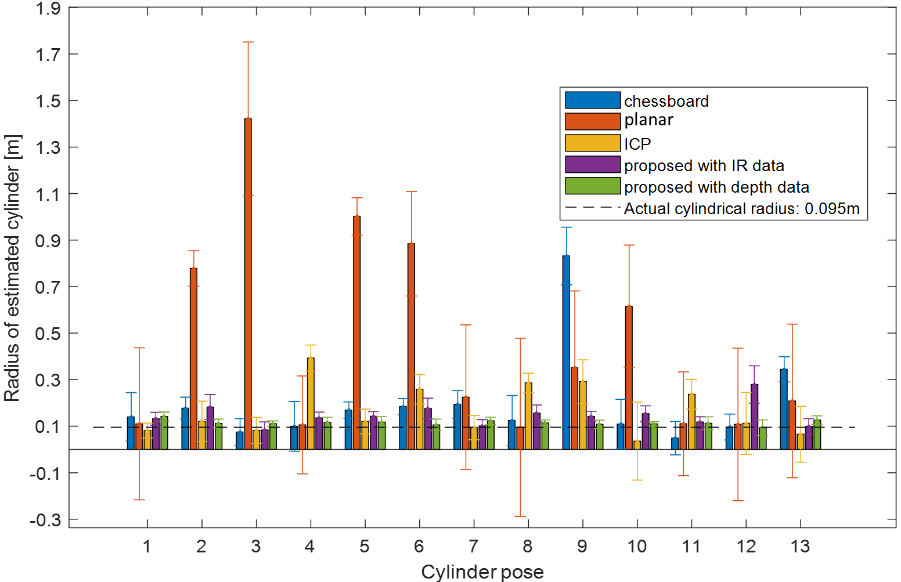 Radius of estimated cylinder [m]
1.9
1.7
1.5
1.3
1.1
0.9
0.7
0.5
0.3
0.1
-0.1
-0.3
chessboard
planar
ICP
proposed with IR data
proposed with depth data
Actual cylindrical radius: 0.095m
1 2 3 4 5 6 7 8 9 10 11 12 13
Cylinder pose